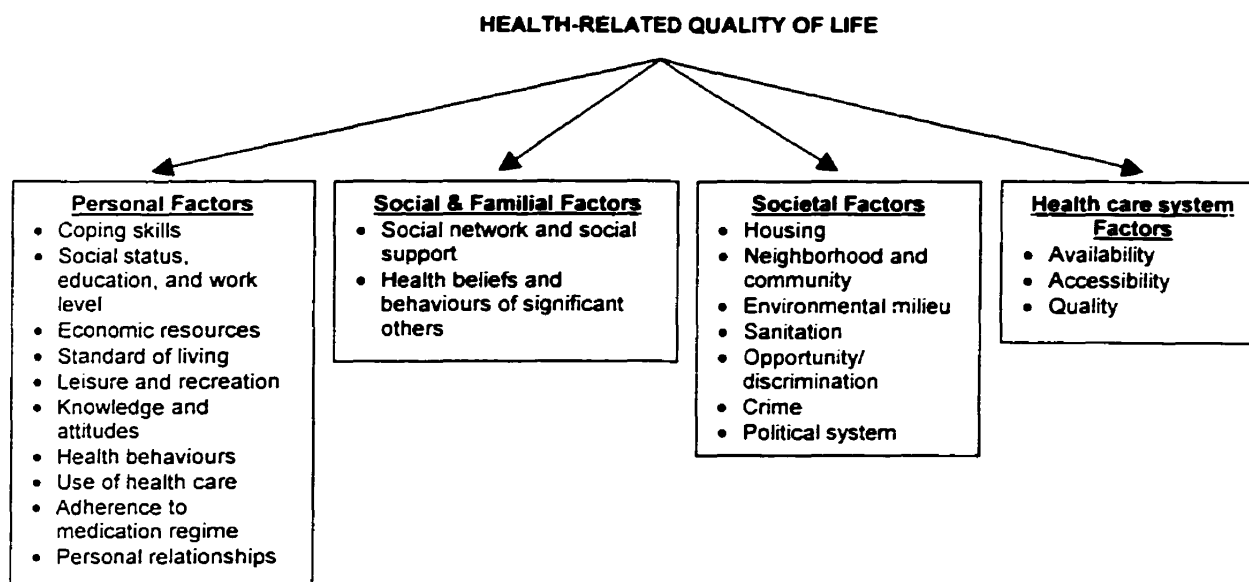 HEALTH-RELATED QUALITY OF LIFE
Personal Factors
• Coping skills
• Social status,
education, and work
level
• Economic resources
• Standard of living
• Leisure and recreation
• Knowledge and
attitudes
• Health behaviours
• Use of health care
• Adherence to
medication regime
• Personal relationships
Social & Familial Factors
• Social network and social
support
• Health beliefs and
behaviours of significant
others
Societal Factors
• Housing
• Neighborhood and
community
• Environmental milieu
• Sanitation
• Opportunity/
discrimination
• Crime
• Political system
Health care system
Factors
• Availability
• Accessibility
• Quality